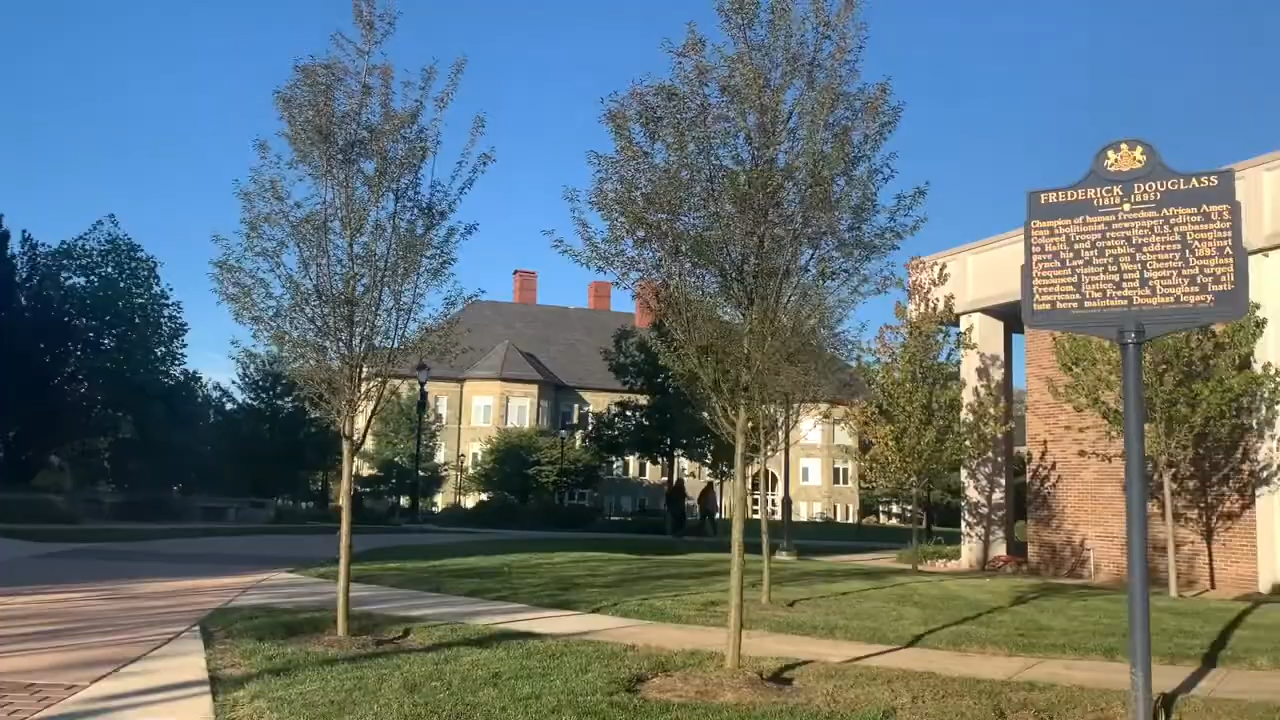 FREDERICK DOUGLASS
(1818 - 1895)
Champion of human freedom. African Amer-
ican abolitionist, newspaper editor, U.S.
Colored Troops recruiter, U.S. ambassador
to Haiti, and orator, Frederick Douglass
gave his last public address "Against
Lynch Law" here on February 1, 1895. A
frequent visitor to West Chester, Douglass
denounced lynching and bigotry and urged
freedom, justice, and equality for all
Americans. The Frederick Douglass Insti-
tute here maintains Douglass' legacy.